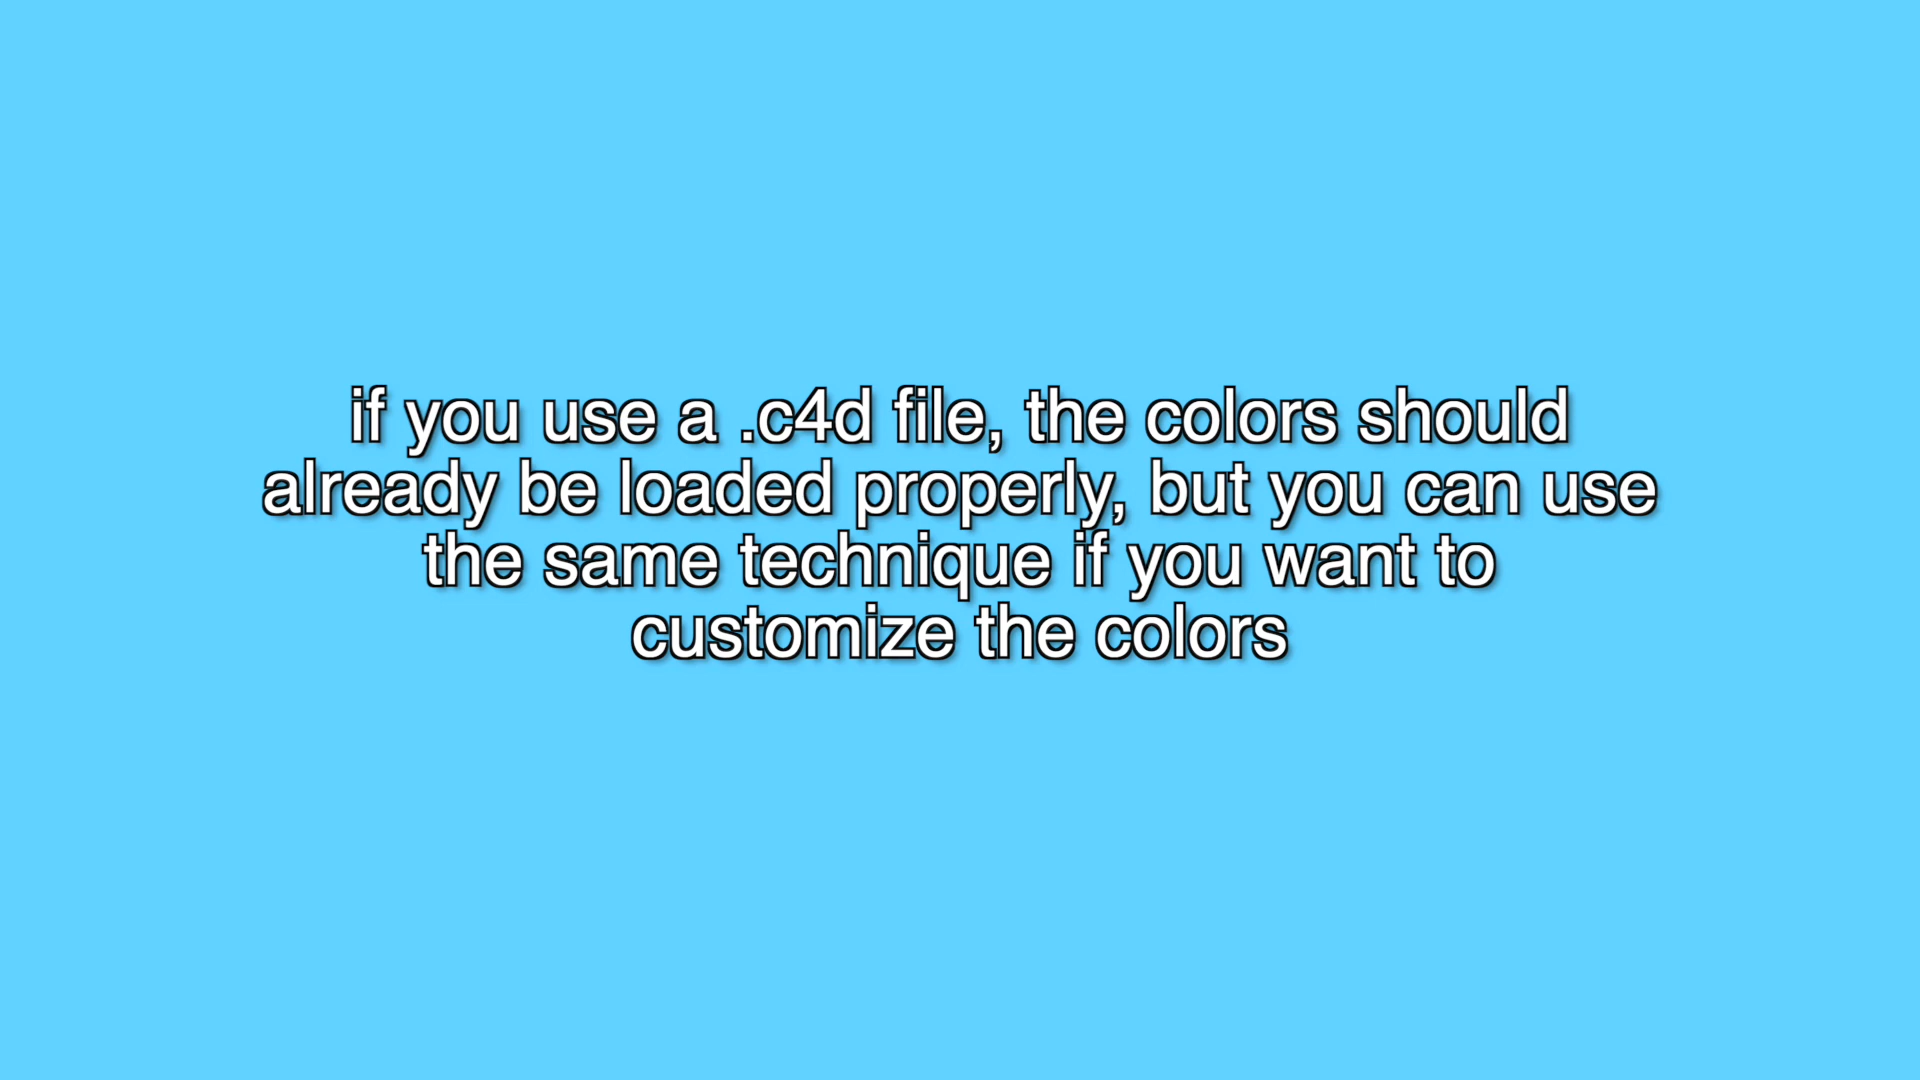 if you use a .c4d file, the colors should
already be loaded properly, but you can use
the same technique if you want to
customize the colors